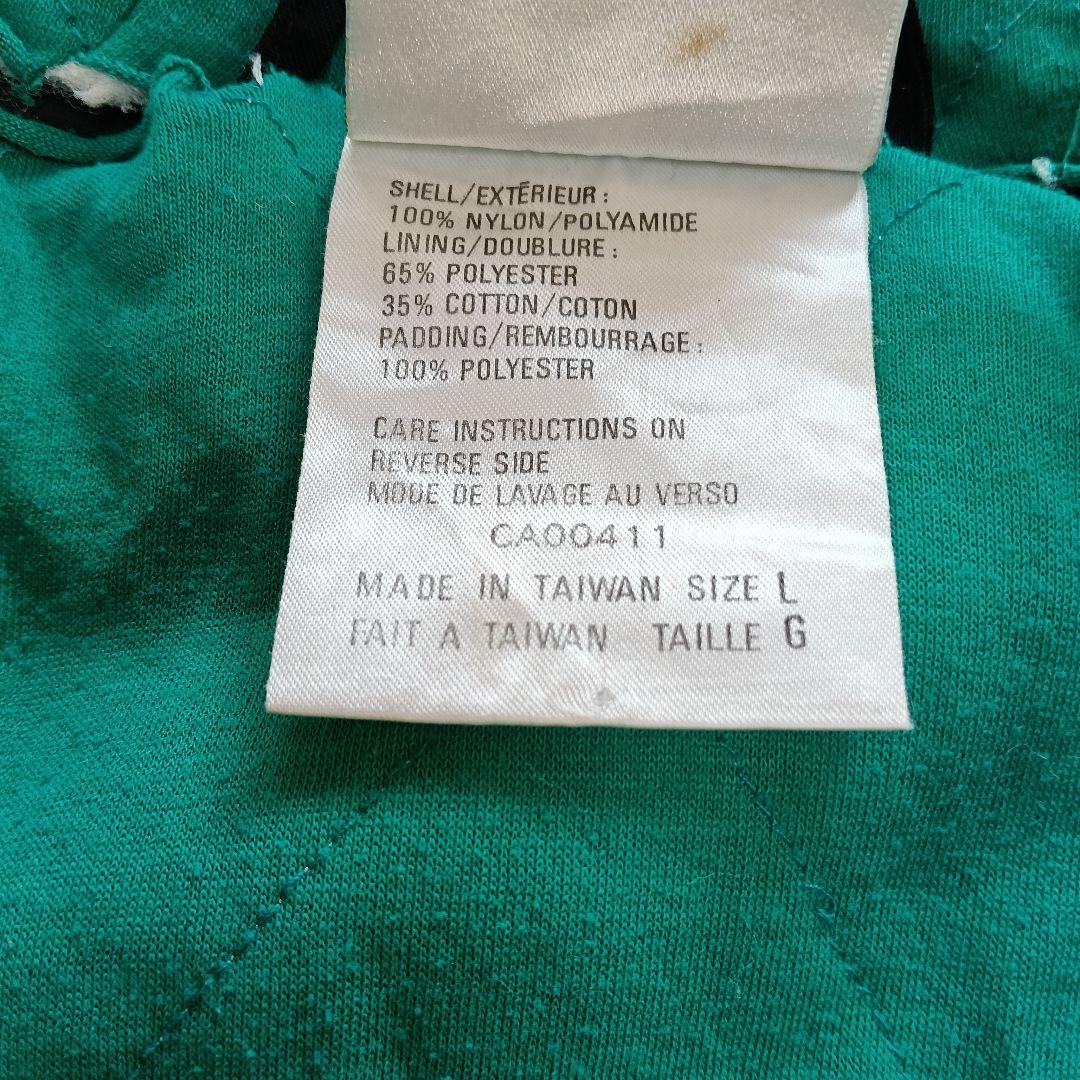 SHELL/EXTÉRIEUR:
100% NYLON/POLYAMIDE
LINING/DOUBLURE:
65% POLYESTER
35% COTTON/COTON
PADDING/REMBOURRAGE:
100% POLYESTER
CARE INSTRUCTIONS ON
REVERSE SIDE
MODE DE LAVAGE AU VERSO
CA00411
MADE IN TAIWAN SIZE L
FAIT A TAIWAN TAILLE G